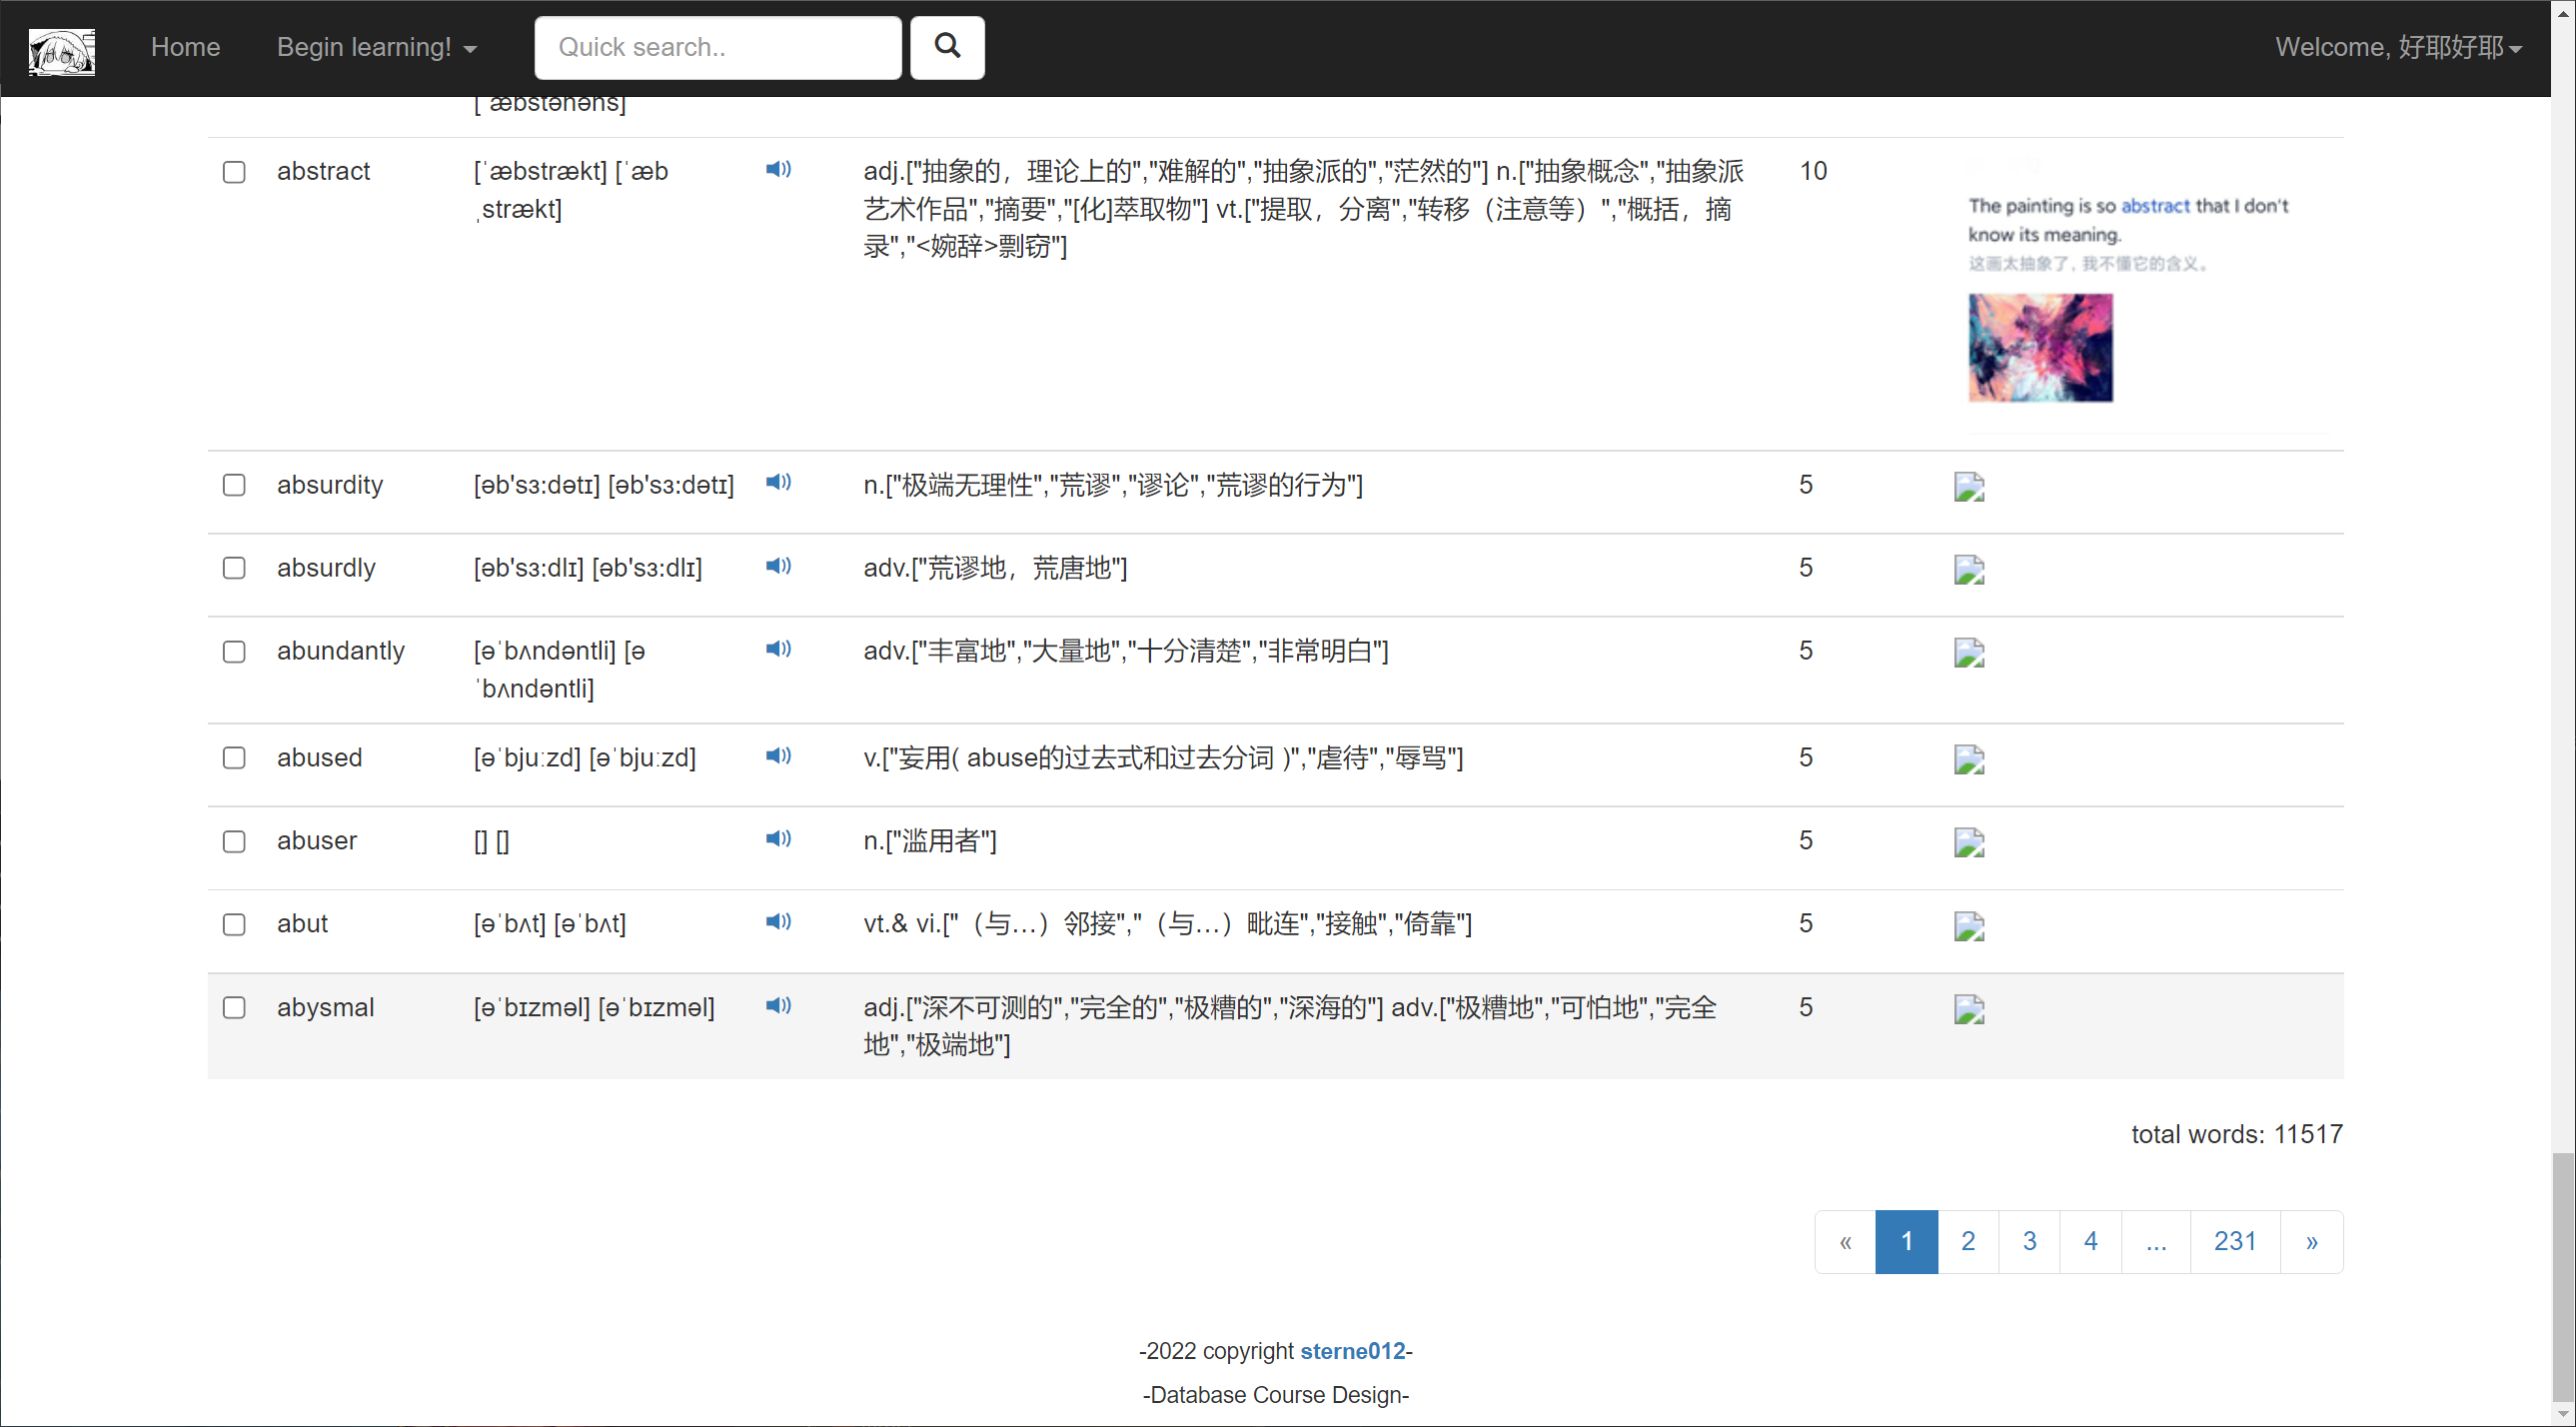 Home Begin learning! Quick search.. Welcome, 好耶好耶
abstract [ˈæbstrækt] [ˈæb adj.["抽象的，理论上的","难解的","抽象派的","茫然的"] n.["抽象概念","抽象派 10
ˌstrækt] 艺术作品","摘要","[化]萃取物"] vt.["提取，分离","转移（注意等）","概括，摘
录","<婉辞>剽窃"]
The painting is so abstract that I don't
know its meaning.
这画太抽象了，我不懂它的含义。
absurdity [əb'sɜ:dətɪ] [əb'sɜ:dətɪ] n.["极端无理性","荒谬","谬论","荒谬的行为"] 5
absurdly [əb'sɜ:dlɪ] [əb'sɜ:dlɪ] adv.["荒谬地，荒唐地"] 5
abundantly [əˈbʌndəntli] [ə adv.["丰富地","大量地","十分清楚","非常明白"] 5
ˈbʌndəntli]
abused [əˈbju:zd] [əˈbju:zd] v.["妄用( abuse的过去式和过去分词 )","虐待","辱骂"] 5
abuser [] [] n.["滥用者"] 5
abut [əˈbʌt] [əˈbʌt] vt.& vi.["（与…）邻接","（与…）毗连","接触","倚靠"] 5
abysmal [əˈbɪzməl] [əˈbɪzməl] adj.["深不可测的","完全的","极糟的","深海的"] adv.["极糟地","可怕地","完全 5
地","极端地"]
total words: 11517
« 1 2 3 4 ... 231 »
-2022 copyright sterne012-
-Database Course Design-